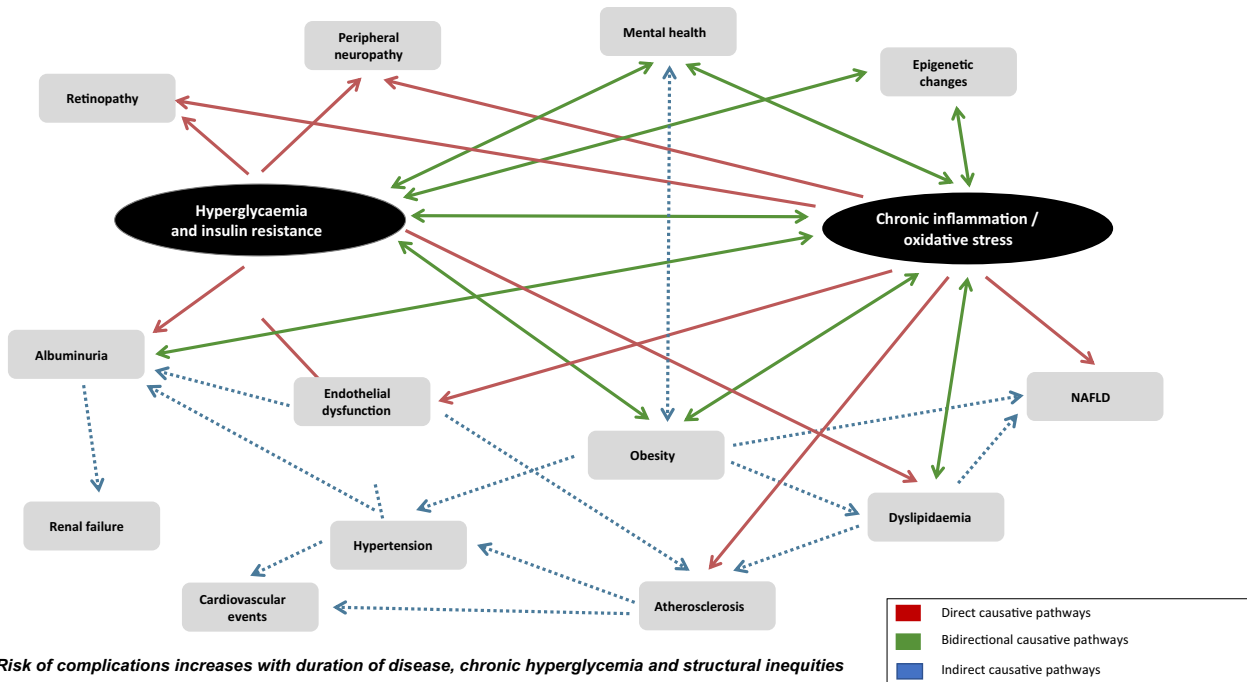 Mental health
Peripheral
neuropathy
Epigenetic
changes
Retinopathy
Hyperglycaemia
and insulin resistance
Chronic inflammation /
oxidative stress
Albuminuria
Endothelial
dysfunction
NAFLD
Obesity
Renal failure
Hypertension
Dyslipidaemia
Cardiovascular
events
Atherosclerosis
Direct causative pathways
Bidirectional causative pathways
Indirect causative pathways
Risk of complications increases with duration of disease, chronic hyperglycemia and structural inequities